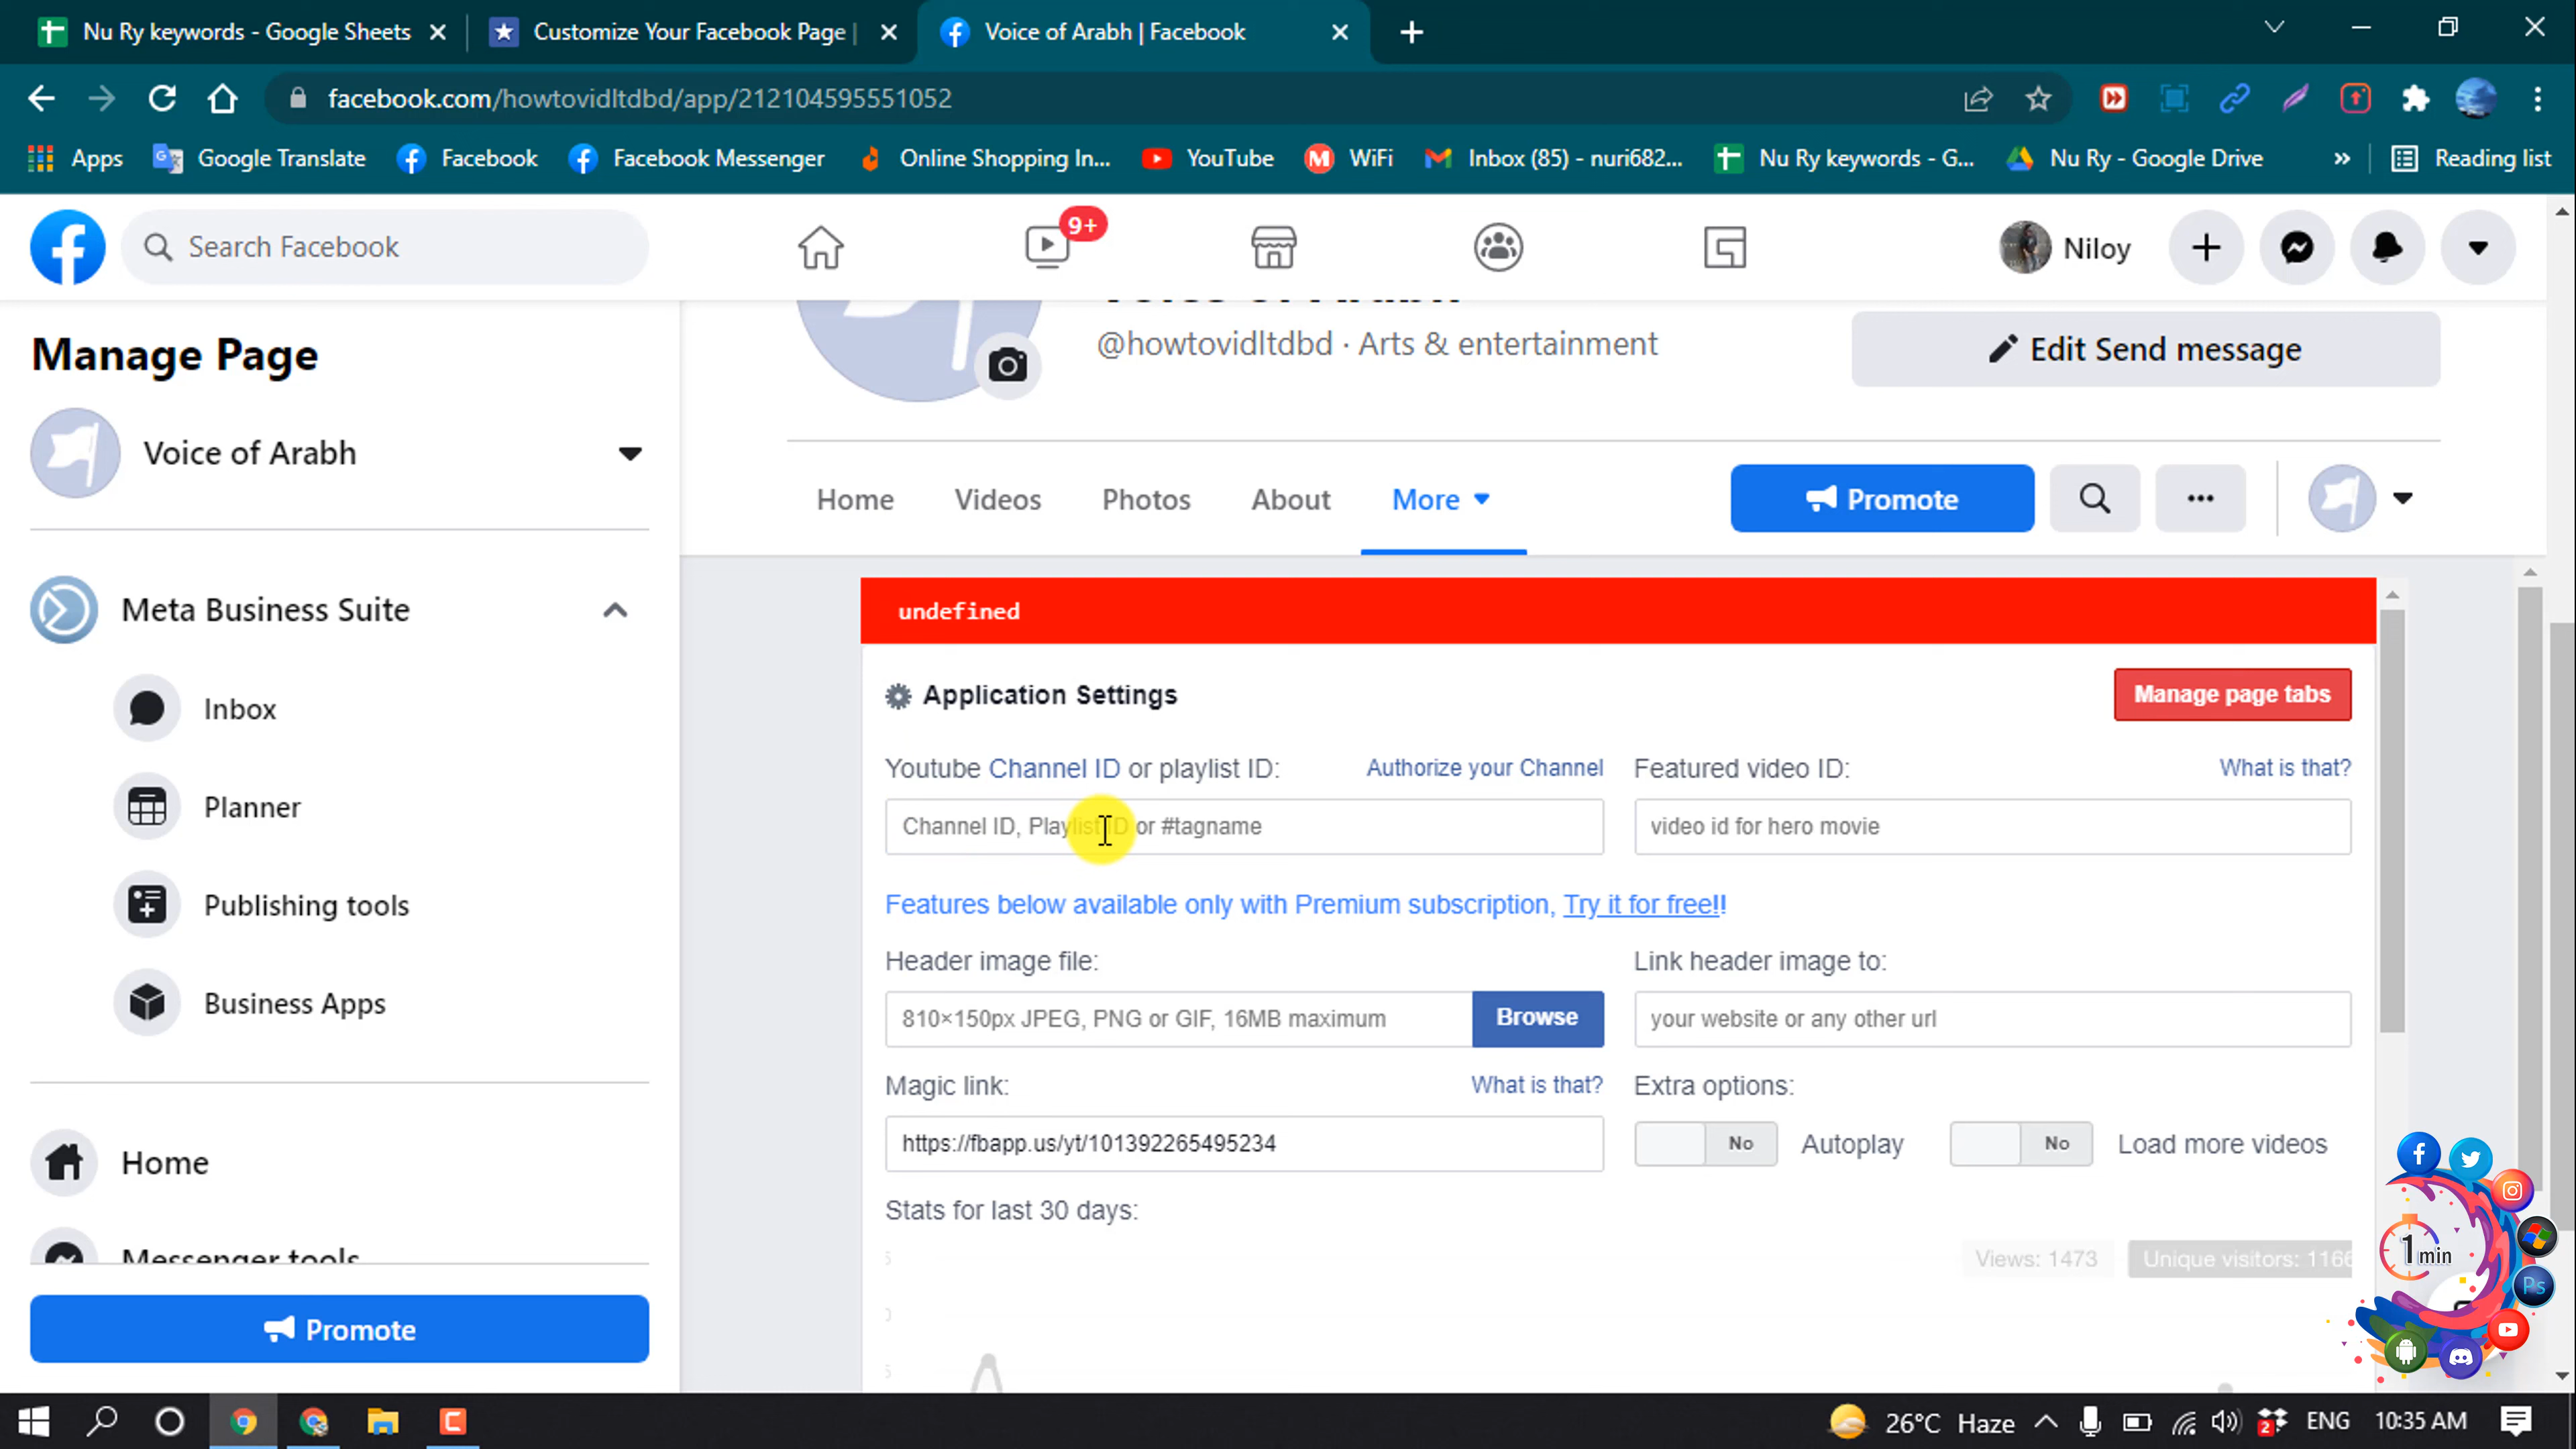 Nu Ry keywords - Google Sheets
Customize Your Facebook Page |
Voice of Arabh | Facebook
facebook.com/howtovidltdbd/app/212104595551052
Apps
Google Translate
Facebook
Facebook Messenger
Online Shopping In...
YouTube
WiFi
Inbox (85) - nuri682...
Nu Ry keywords - G...
Nu Ry - Google Drive
Reading list
Search Facebook
9+
Niloy
Manage Page
Voice of Arabh
Meta Business Suite
Inbox
Planner
Publishing tools
Business Apps
Home
Messenger tools
Promote
@howtovidltdbd · Arts & entertainment
Edit Send message
Home
Videos
Photos
About
More
Promote
undefined
Application Settings
Manage page tabs
Youtube Channel ID or playlist ID:
Authorize your Channel
Featured video ID:
What is that?
Channel ID, Playlist ID or #tagname
video id for hero movie
Features below available only with Premium subscription, Try it for free!!
Header image file:
Link header image to:
810×150px JPEG, PNG or GIF, 16MB maximum
Browse
your website or any other url
Magic link:
What is that?
Extra options:
https://fbapp.us/yt/101392265495234
No
Autoplay
No
Load more videos
Stats for last 30 days:
Views: 1473
Unique visitors: 1166
1 min
Ps
26°C Haze
2
ENG
10:35 AM